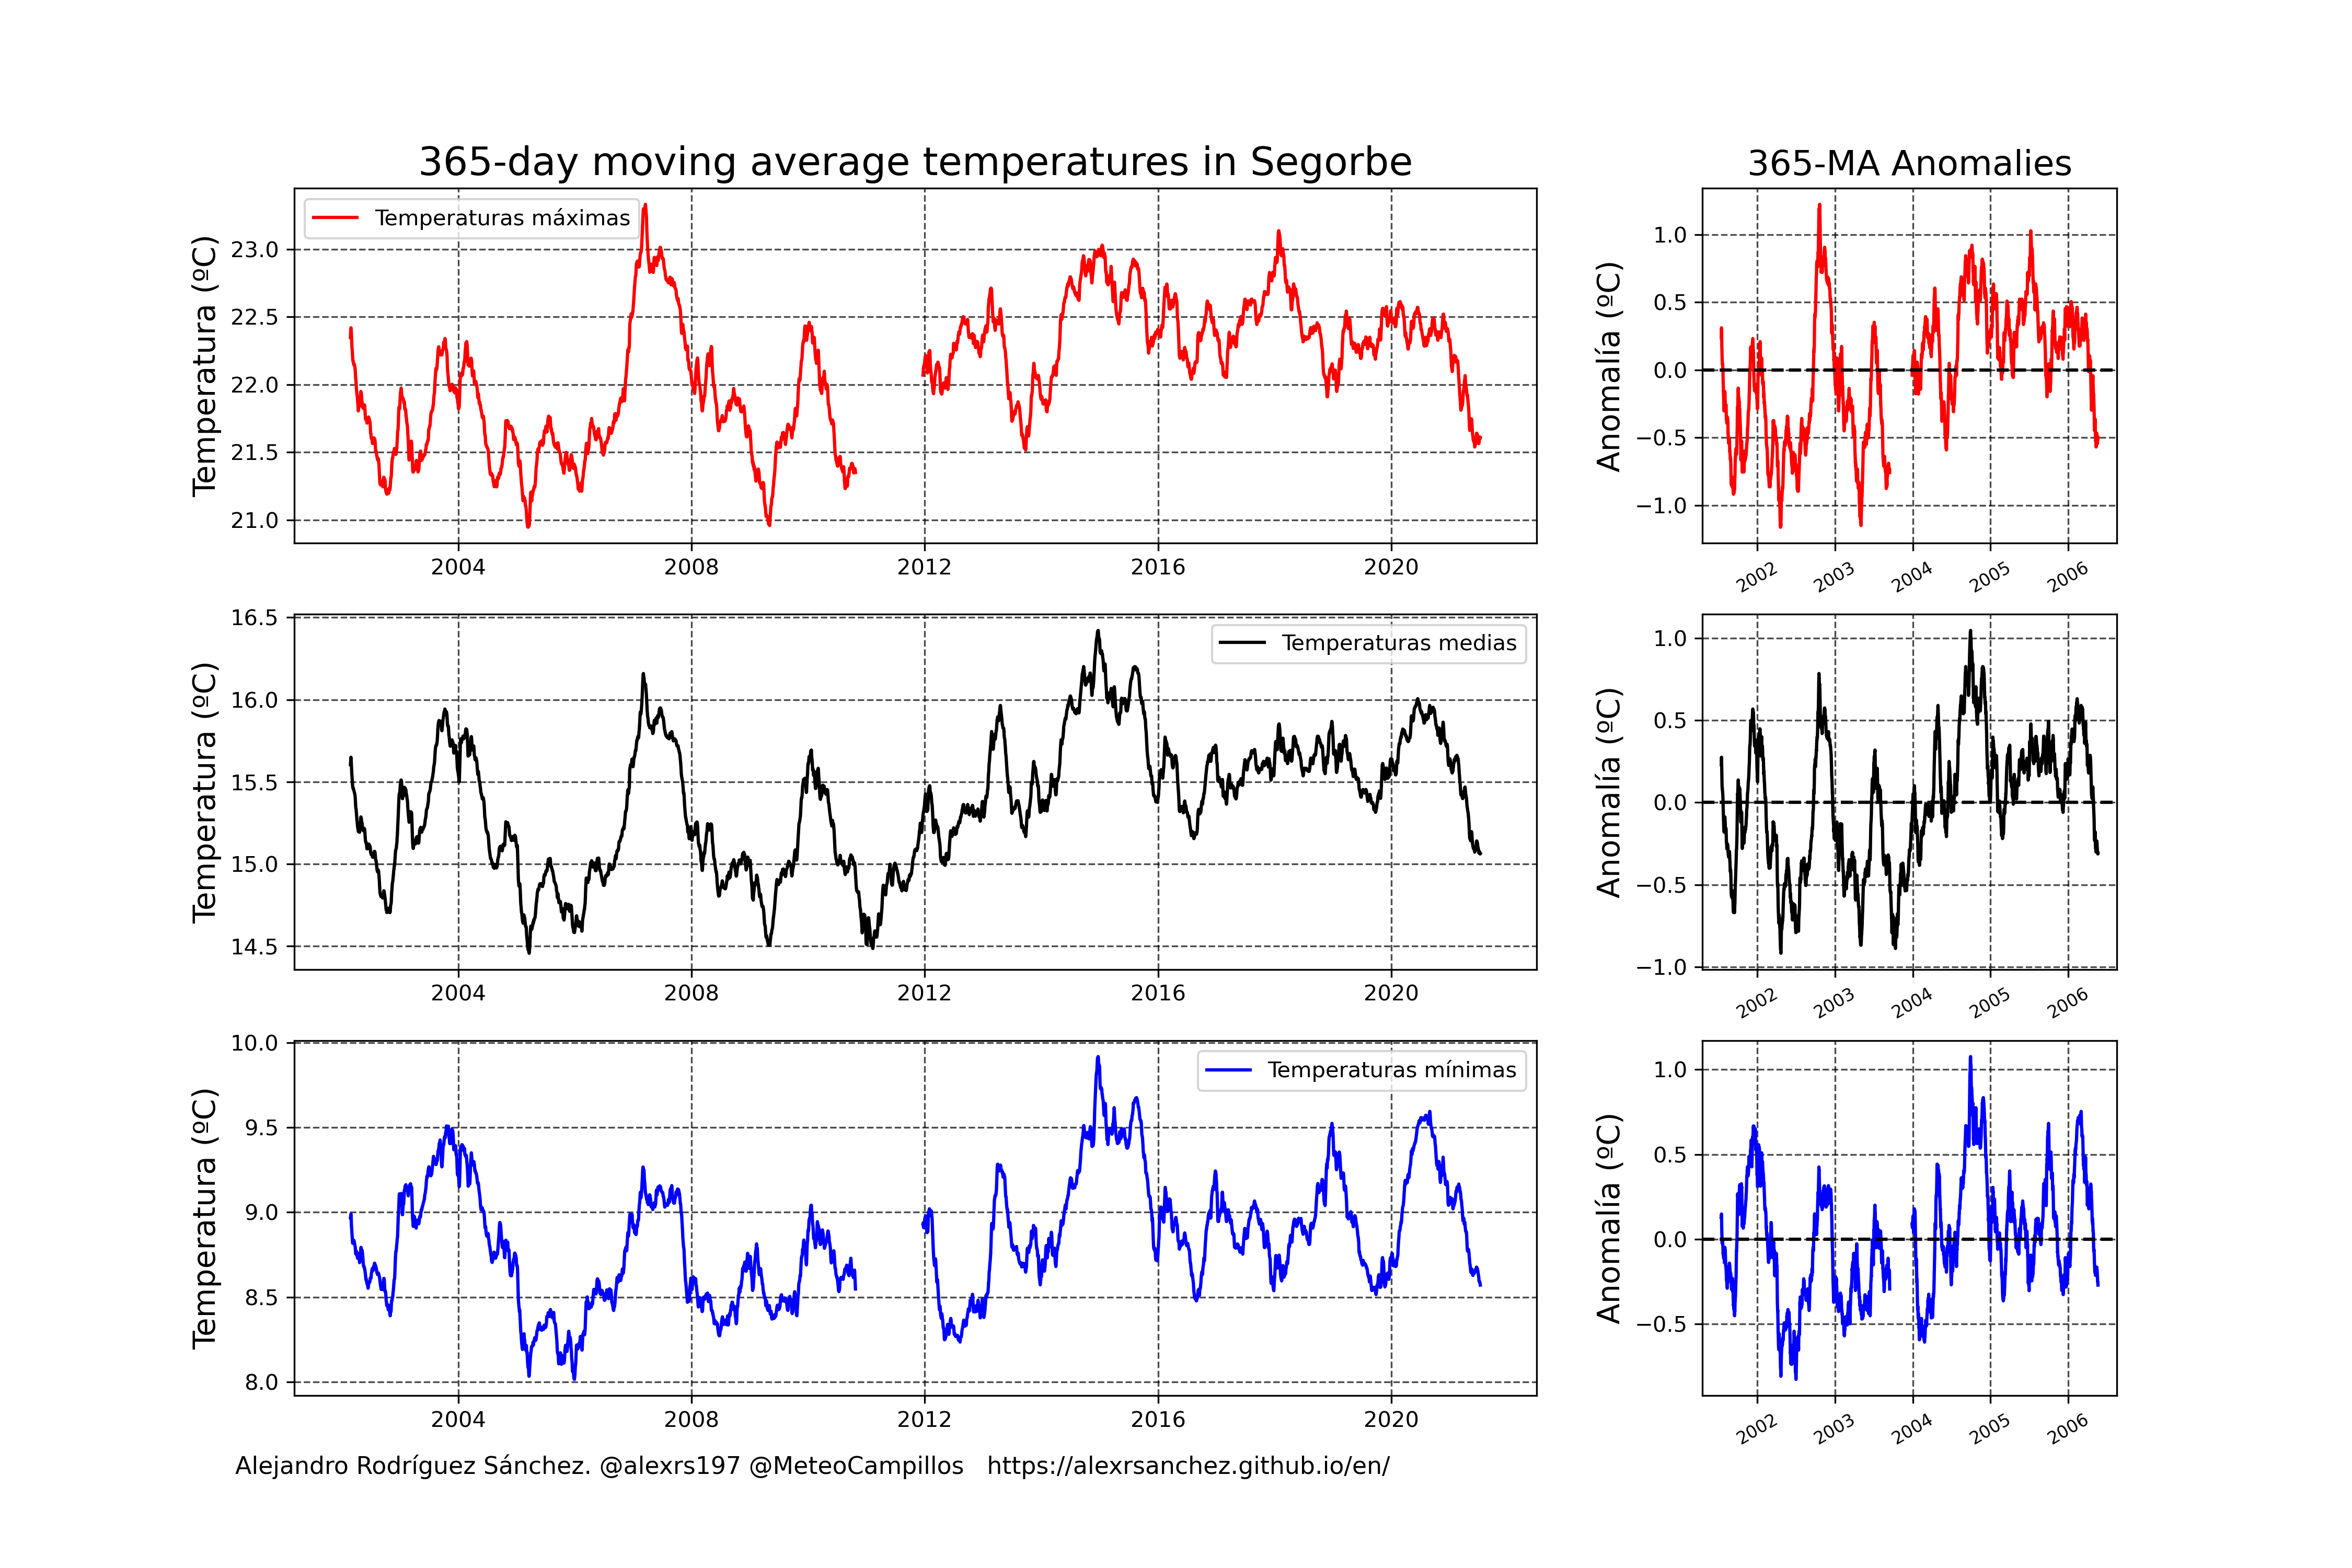 365-day moving average temperatures in Segorbe
365-MA Anomalies
Temperatura (ºC)
23.0
22.5
22.0
21.5
21.0
Temperaturas máximas
2004 2008 2012 2016 2020
Anomalía (ºC)
1.0
0.5
0.0
−0.5
−1.0
2002 2003 2004 2005 2006
Temperatura (ºC)
16.5
16.0
15.5
15.0
14.5
Temperaturas medias
2004 2008 2012 2016 2020
Anomalía (ºC)
1.0
0.5
0.0
−0.5
−1.0
2002 2003 2004 2005 2006
Temperatura (ºC)
10.0
9.5
9.0
8.5
8.0
Temperaturas mínimas
2004 2008 2012 2016 2020
Anomalía (ºC)
1.0
0.5
0.0
−0.5
2002 2003 2004 2005 2006
Alejandro Rodríguez Sánchez. @alexrs197 @MeteoCampillos https://alexrsanchez.github.io/en/